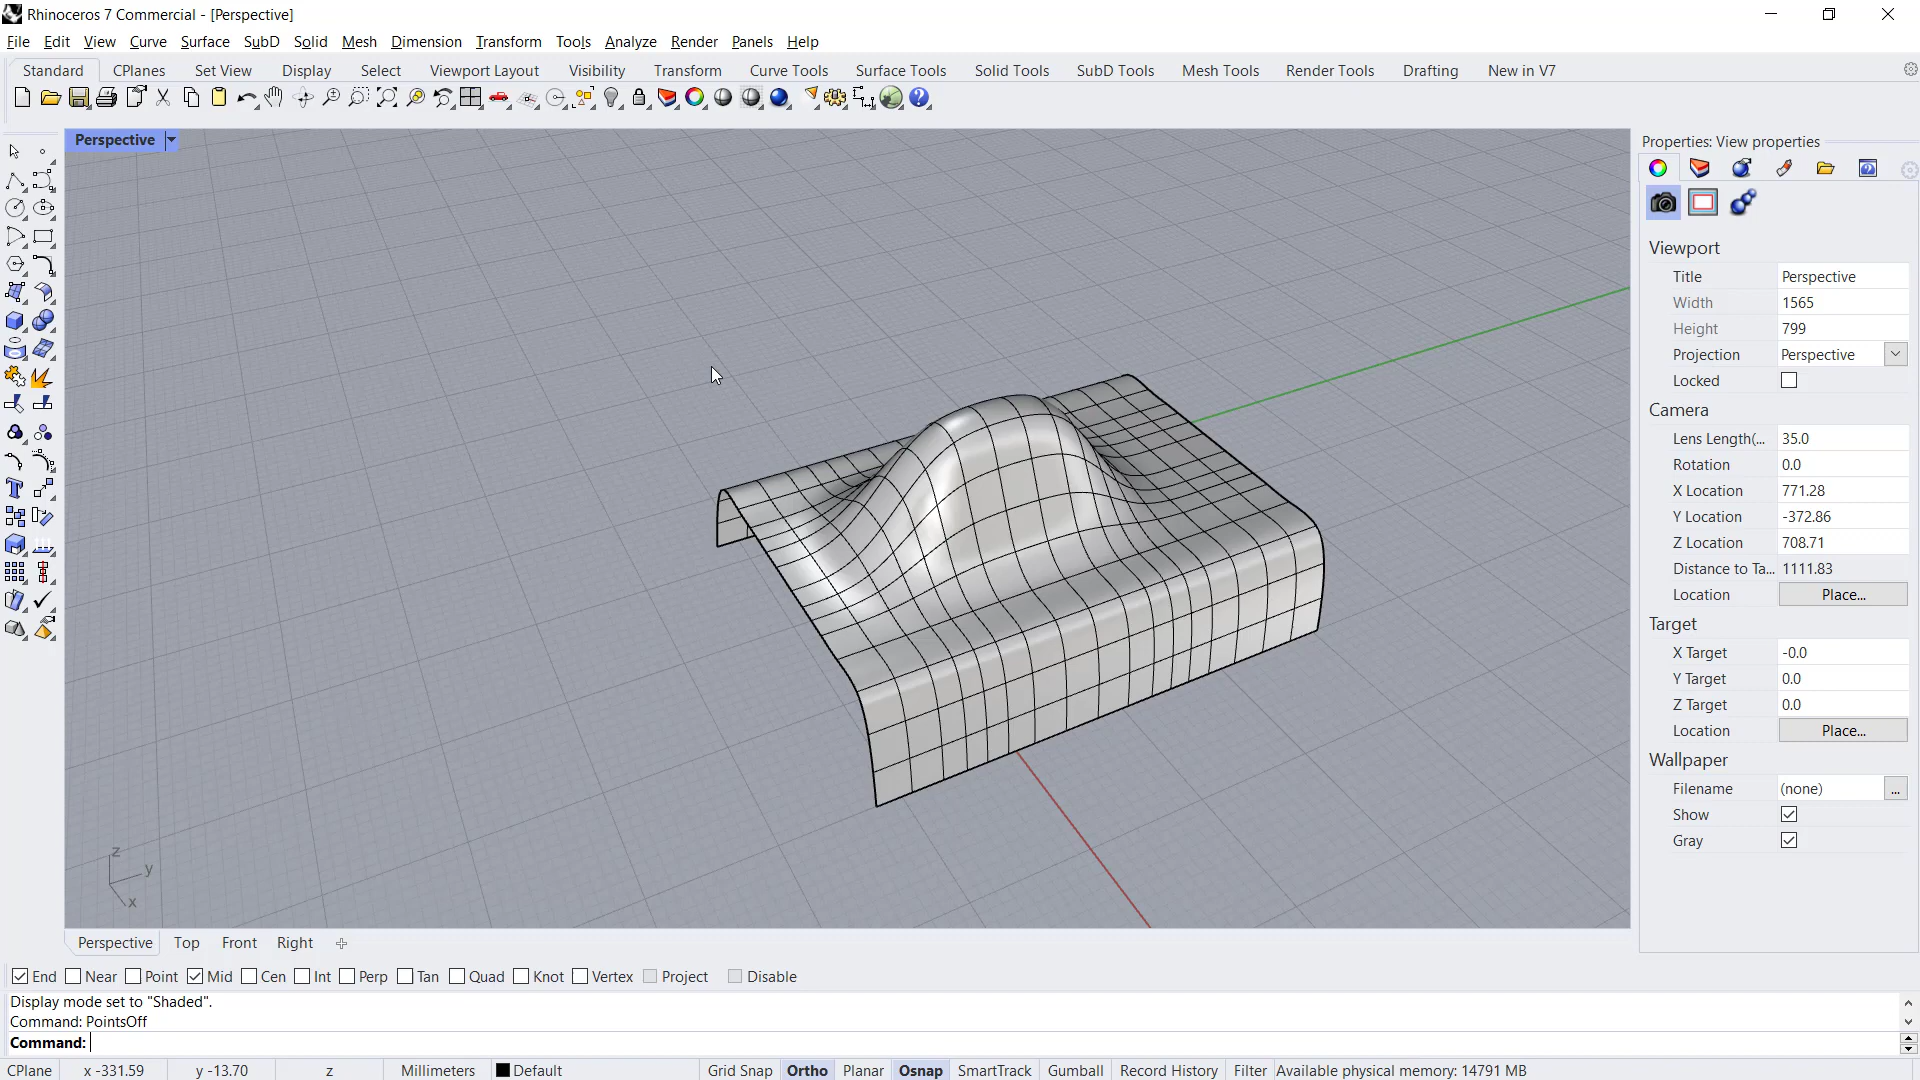 Rhinoceros 7 Commercial - [Perspective]
File Edit View Curve Surface SubD Solid Mesh Dimension Transform Tools Analyze Render Panels Help
Standard CPlanes Set View Display Select Viewport Layout Visibility Transform Curve Tools Surface Tools Solid Tools SubD Tools Mesh Tools Render Tools Drafting New in V7
Perspective
Properties: View properties
Viewport
Title Perspective
Width 1565
Height 799
Projection Perspective
Locked
Camera
Lens Length(... 35.0
Rotation 0.0
X Location 771.28
Y Location -372.86
Z Location 708.71
Distance to Ta... 1111.83
Location Place...
Target
X Target -0.0
Y Target 0.0
Z Target 0.0
Location Place...
Wallpaper
Filename (none) ...
Show
Gray
z
y
x
Perspective Top Front Right
End Near Point Mid Cen Int Perp Tan Quad Knot Vertex Project Disable
Display mode set to "Shaded".
Command: PointsOff
Command:
CPlane x -331.59 y -13.70 z Millimeters Default Grid Snap Ortho Planar Osnap SmartTrack Gumball Record History Filter Available physical memory: 14791 MB